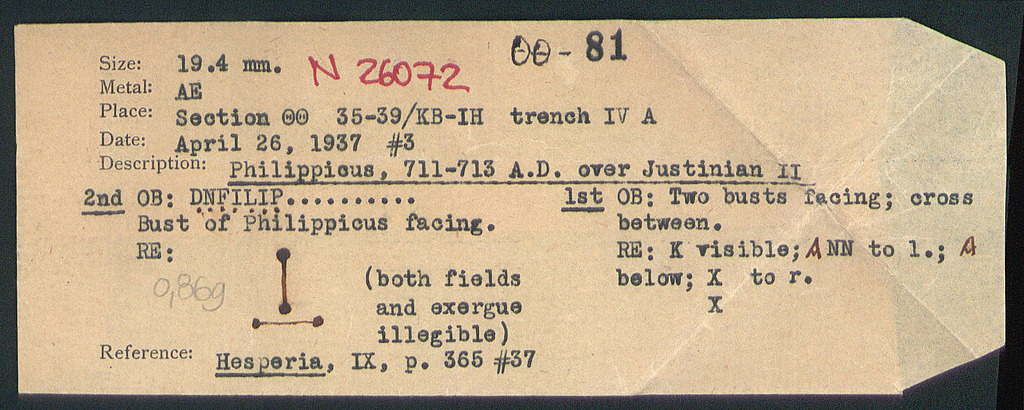 ΘΘ - 81
Size: 19.4 mm. N 26072
Metal: AE
Place: Section ΘΘ 35-39/KB-IH trench IV A
Date: April 26, 1937 #3
Description: Philippicus, 711-713 A.D. over Justinian II
2nd OB: DNFILIP..........
Bust of Philippicus facing.
RE:
(both fields
and exergue
illegible)
0,86g
1st OB: Two busts facing; cross
between.
RE: K visible; ANN to l.; A
below; X to r.
X
Reference: Hesperia, IX, p. 365 #37